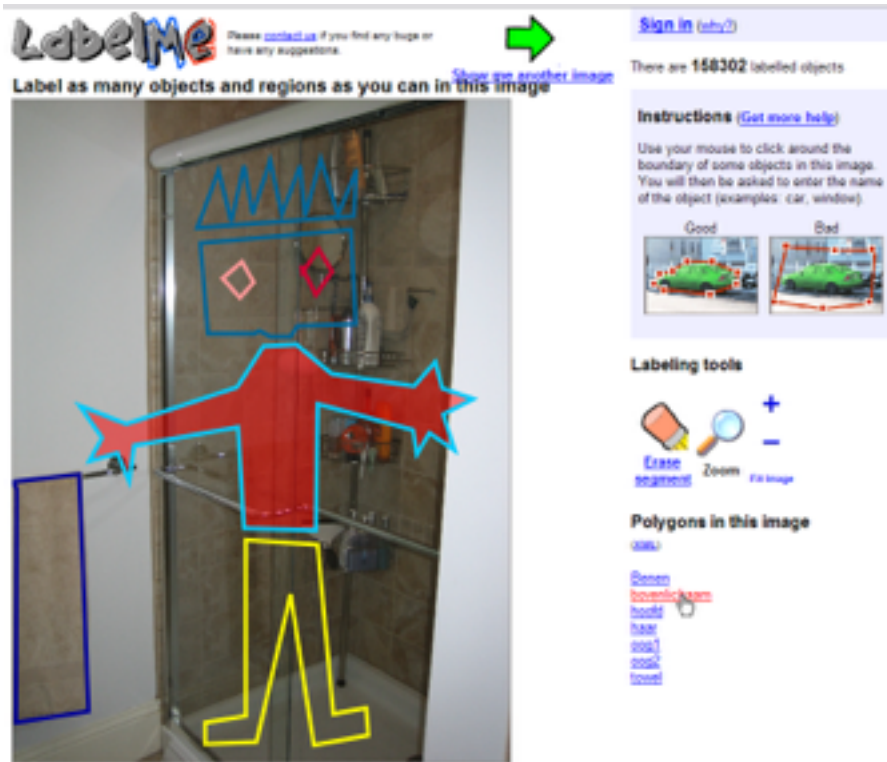 LabelMe
Please contact us if you find any bugs or
have any suggestions.
Show me another image
Label as many objects and regions as you can in this image
Sign in (why?)
There are 158302 labelled objects
Instructions (Get more help)
Use your mouse to click around the
boundary of some objects in this image.
You will then be asked to enter the name
of the object (examples: car, window).
Good
Bad
Labeling tools
Erase
segment
Zoom
Fit Image
Polygons in this image
(XML)
Benen
bovenlichaam
hoofd
haar
oog1
oog2
towel